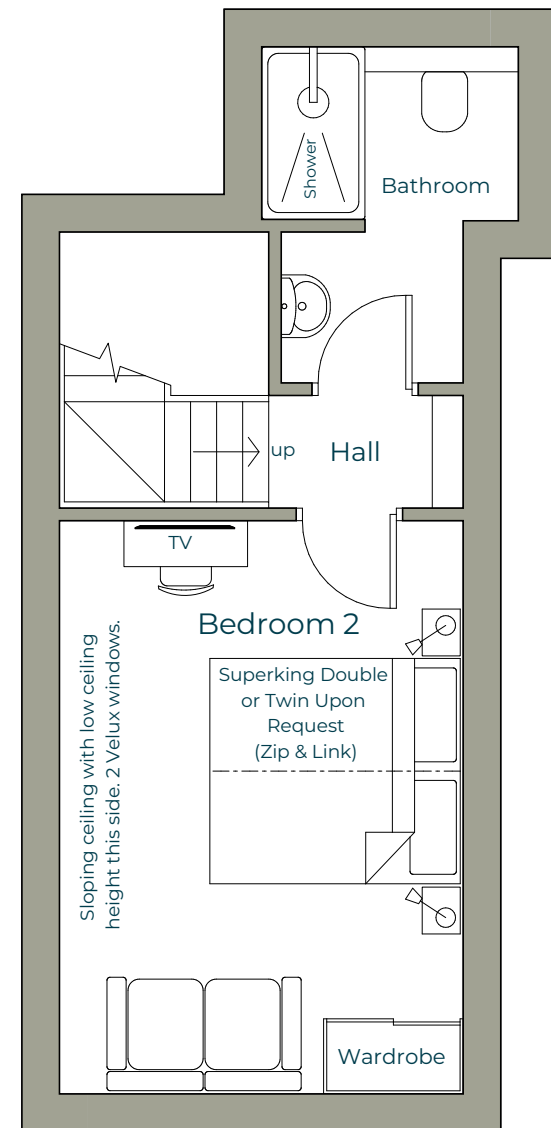 Shower
Bathroom
up
Hall
TV
Bedroom 2
Superking Double
or Twin Upon
Request
(Zip & Link)
Sloping ceiling with low ceiling
height this side. 2 Velux windows.
Wardrobe